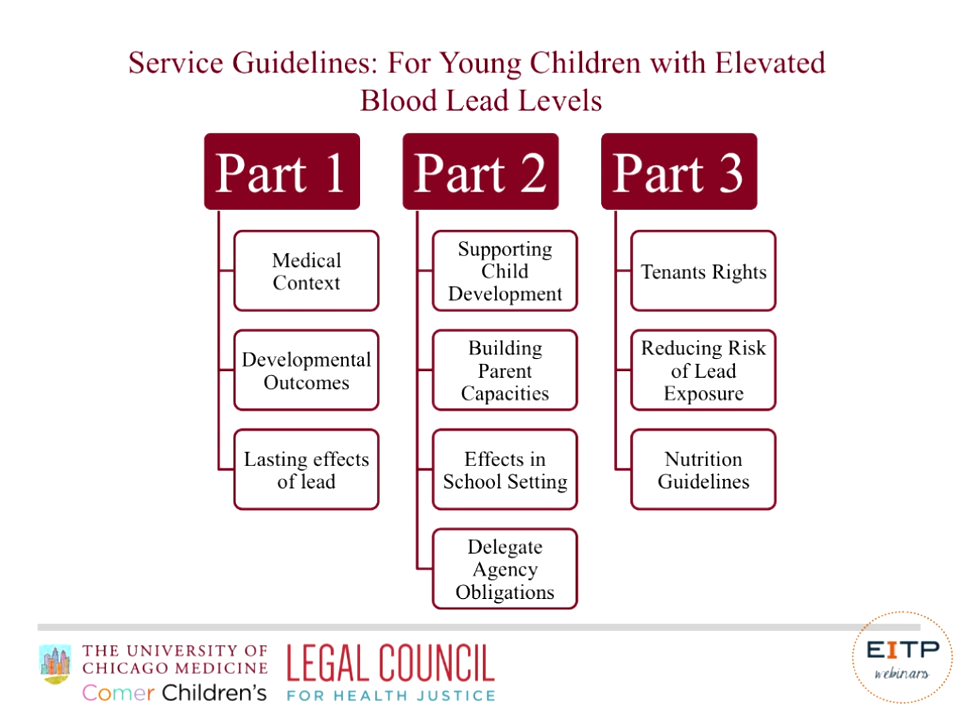 Service Guidelines: For Young Children with Elevated
Blood Lead Levels
Part 1
Medical
Context
Developmental
Outcomes
Lasting effects
of lead
Part 2
Supporting
Child
Development
Building
Parent
Capacities
Effects in
School Setting
Delegate
Agency
Obligations
Part 3
Tenants Rights
Reducing Risk
of Lead
Exposure
Nutrition
Guidelines
THE UNIVERSITY OF
CHICAGO MEDICINE
Comer Children's
LEGAL COUNCIL
FOR HEALTH JUSTICE
EITP
webinars